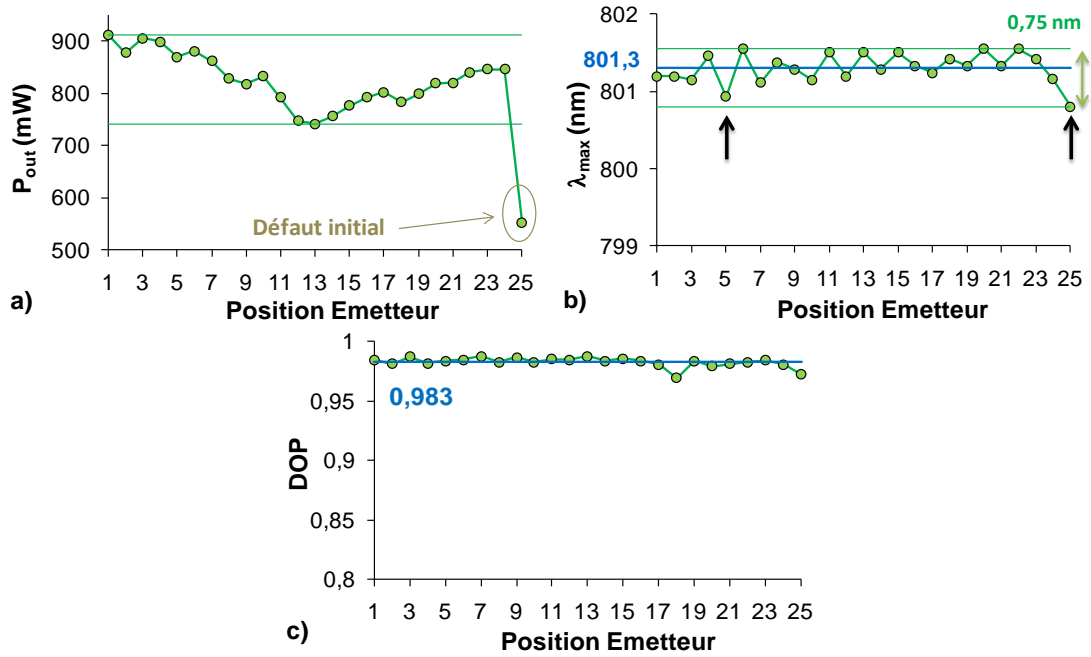 900
800
700
600
500
P_out (mW)
Défaut initial
1 3 5 7 9 11 13 15 17 19 21 23 25
Position Emetteur
a)
802
801
800
799
λ_max (nm)
801,3
0,75 nm
1 3 5 7 9 11 13 15 17 19 21 23 25
Position Emetteur
b)
1
0,95
0,9
0,85
0,8
DOP
0,983
1 3 5 7 9 11 13 15 17 19 21 23 25
Position Emetteur
c)